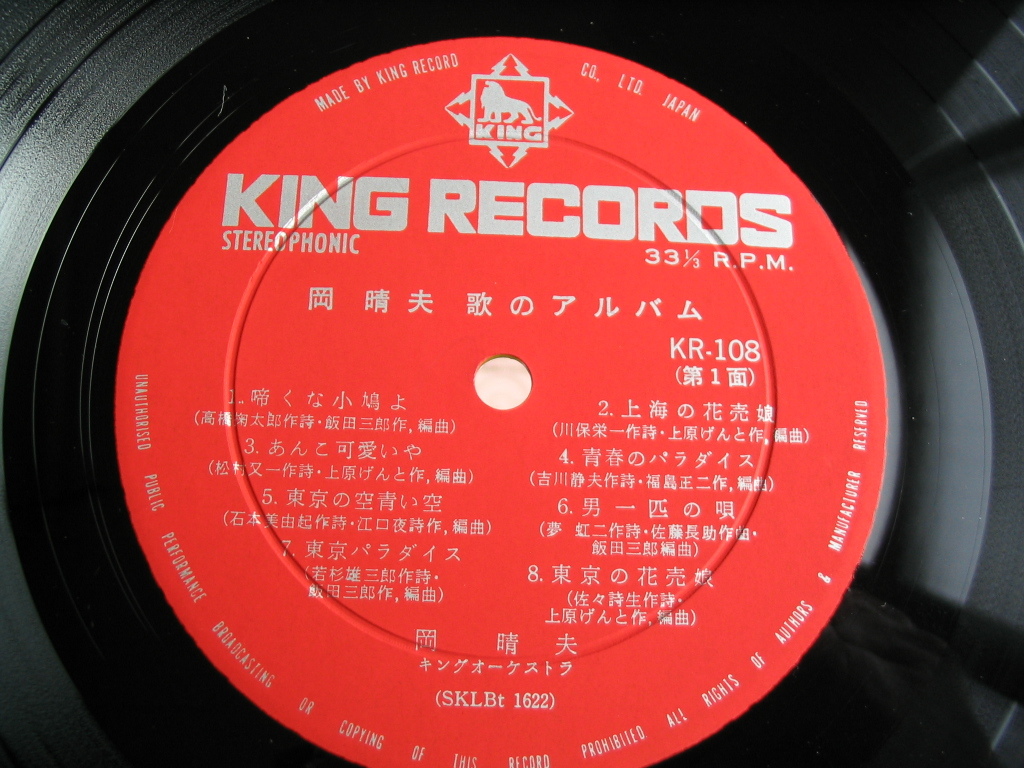 MADE BY KING RECORD CO., LTD. JAPAN
KING
KING RECORDS
STEREOPHONIC
33⅓ R.P.M.
岡 晴夫 歌のアルバム
KR-108
(第1面)
1. 啼くな小鳩よ
(高橋掬太郎作詩・飯田三郎作,編曲)
2. 上海の花売娘
(川保栄一作詩・上原げんと作,編曲)
3. あんこ可愛いや
(松村又一作詩・上原げんと作,編曲)
4. 青春のパラダイス
(吉川静夫作詩・福島正二作,編曲)
5. 東京の空青い空
(石本美由起作詩・江口夜詩作,編曲)
6. 男一匹の唄
(夢 虹二作詩・佐藤長助作曲・
飯田三郎編曲)
7. 東京パラダイス
(若杉雄三郎作詩・
飯田三郎作,編曲)
8. 東京の花売娘
(佐々詩生作詩・
上原げんと作,編曲)
岡 晴夫
キングオーケストラ
(SKLBt 1622)
UNAUTHORISED PUBLIC PERFORMANCE BROADCASTING OR COPYING OF THIS RECORD PROHIBITED. ALL RIGHTS OF AUTHORS & MANUFACTURER RESERVED